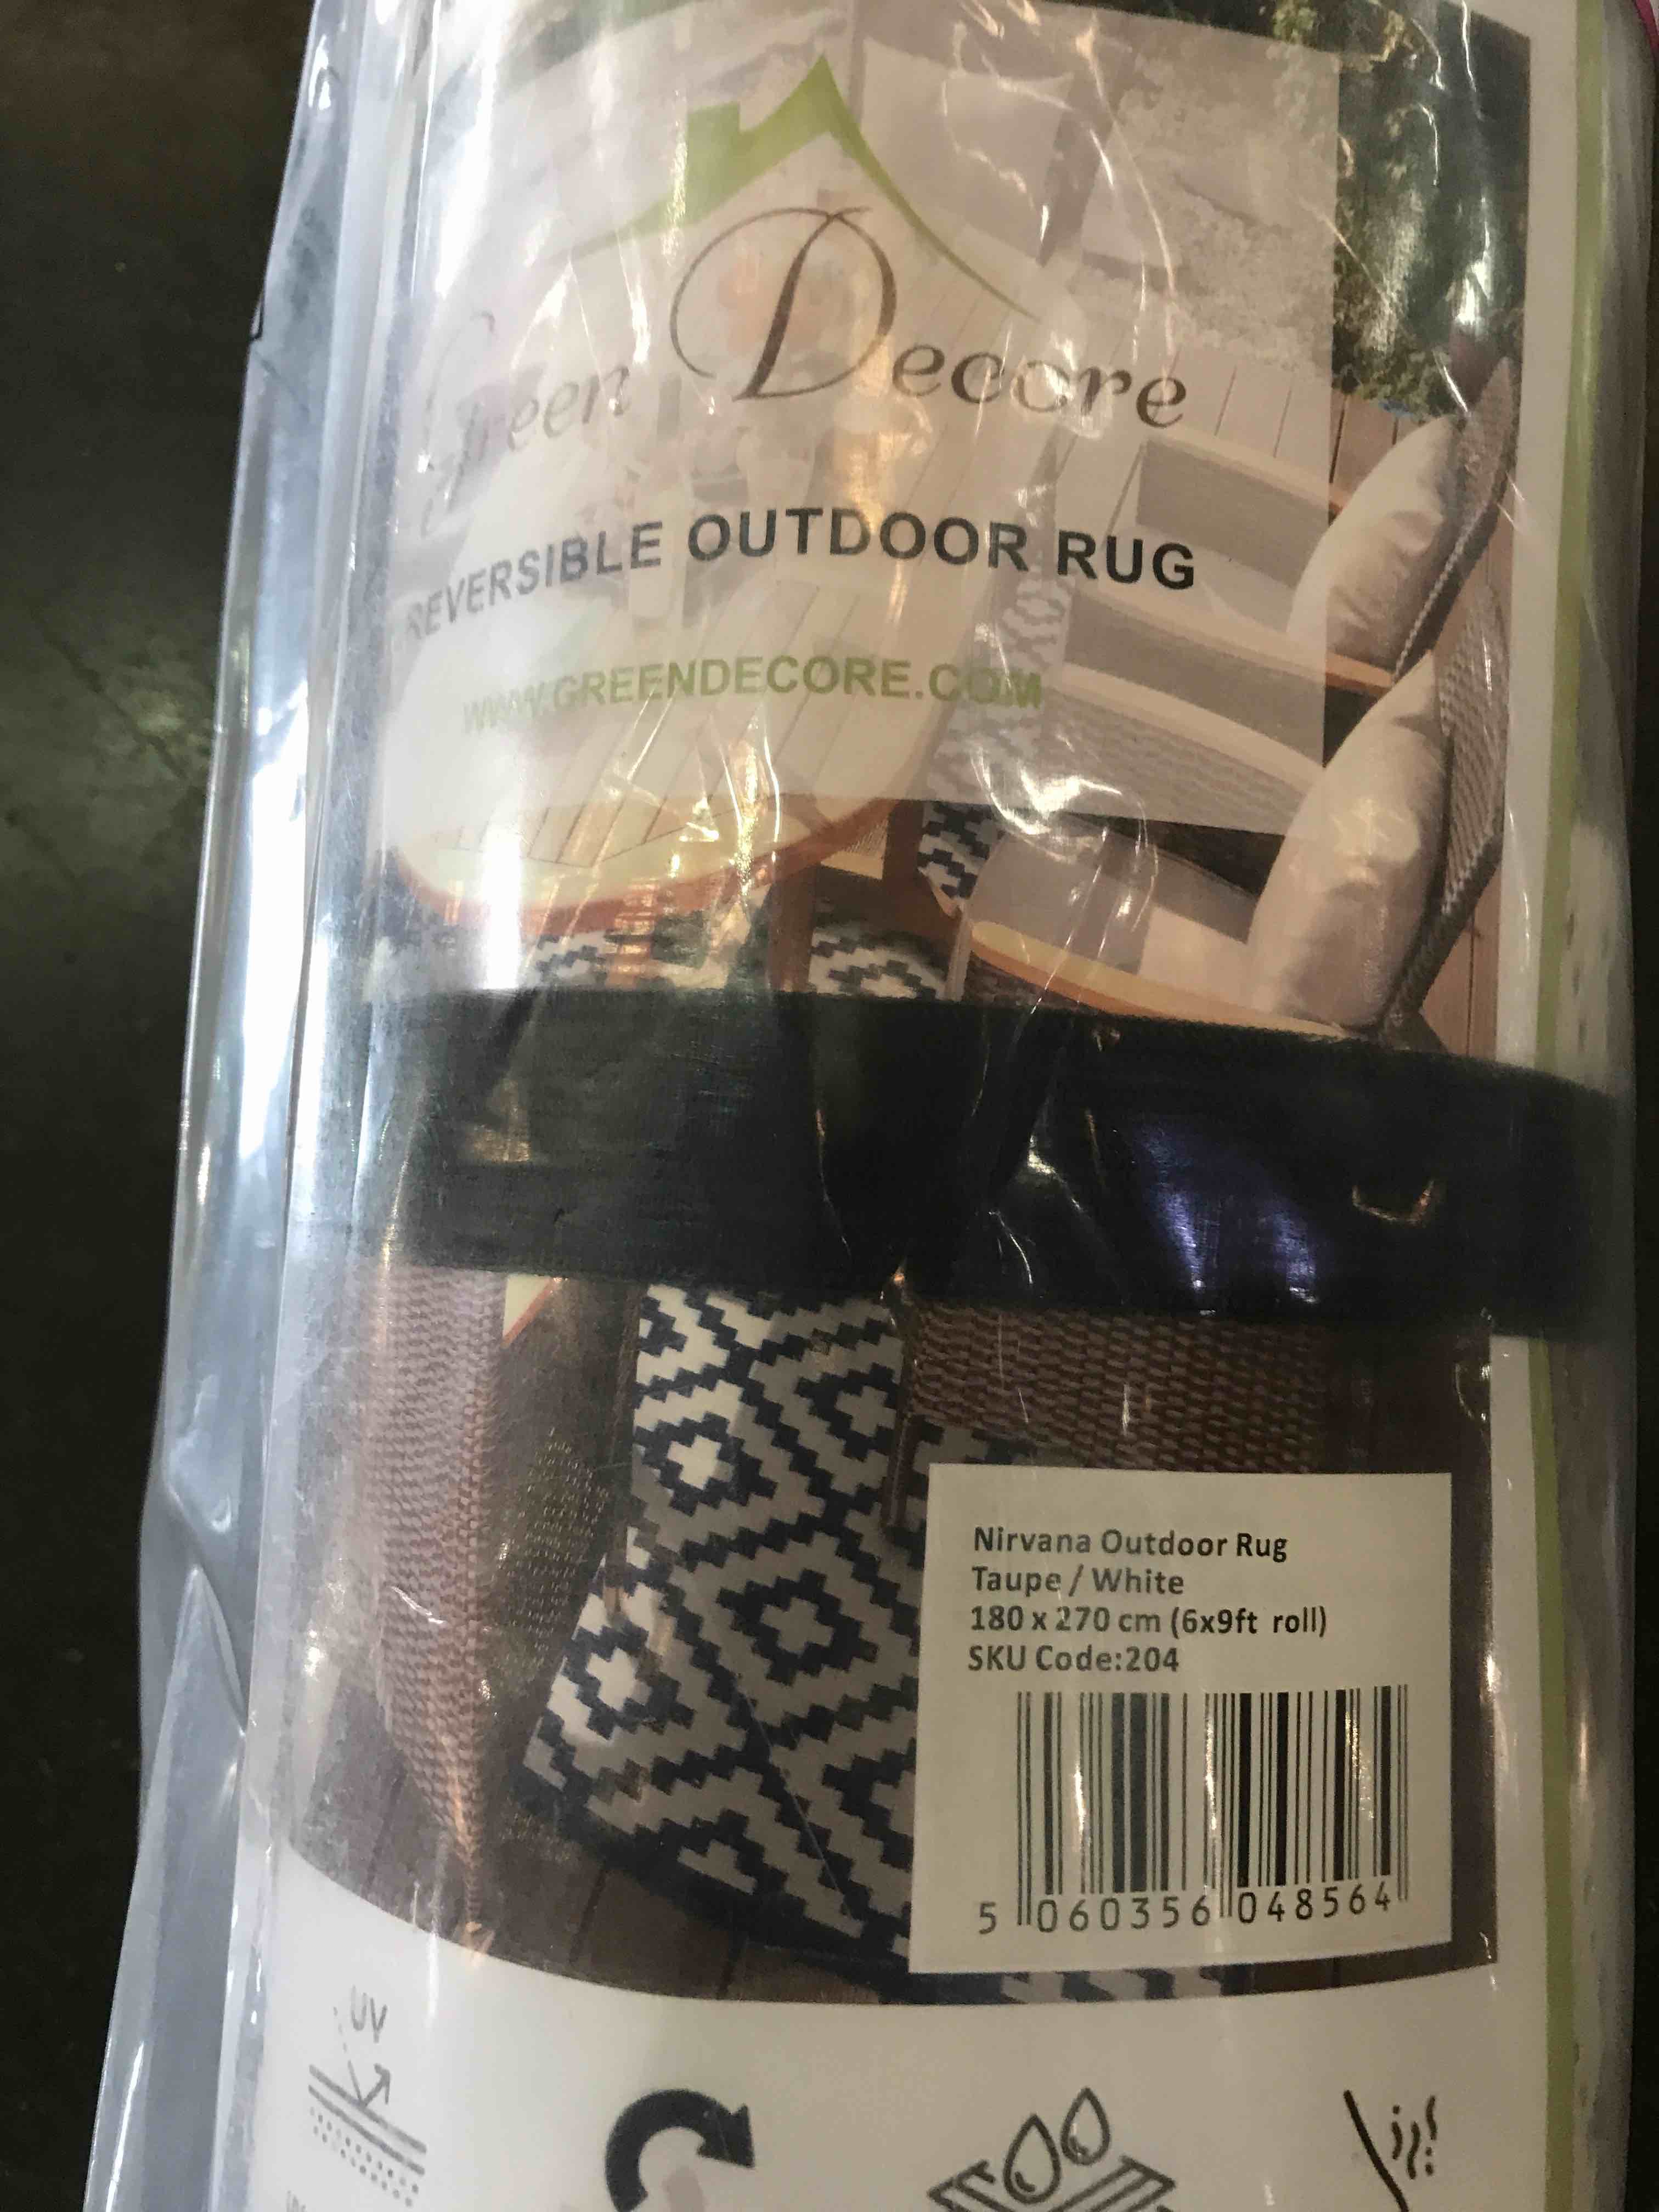 Green Decore
REVERSIBLE OUTDOOR RUG
WWW.GREENDECORE.COM
Nirvana Outdoor Rug
Taupe / White
180 x 270 cm (6x9ft roll)
SKU Code:204
5 060356 048564
UV